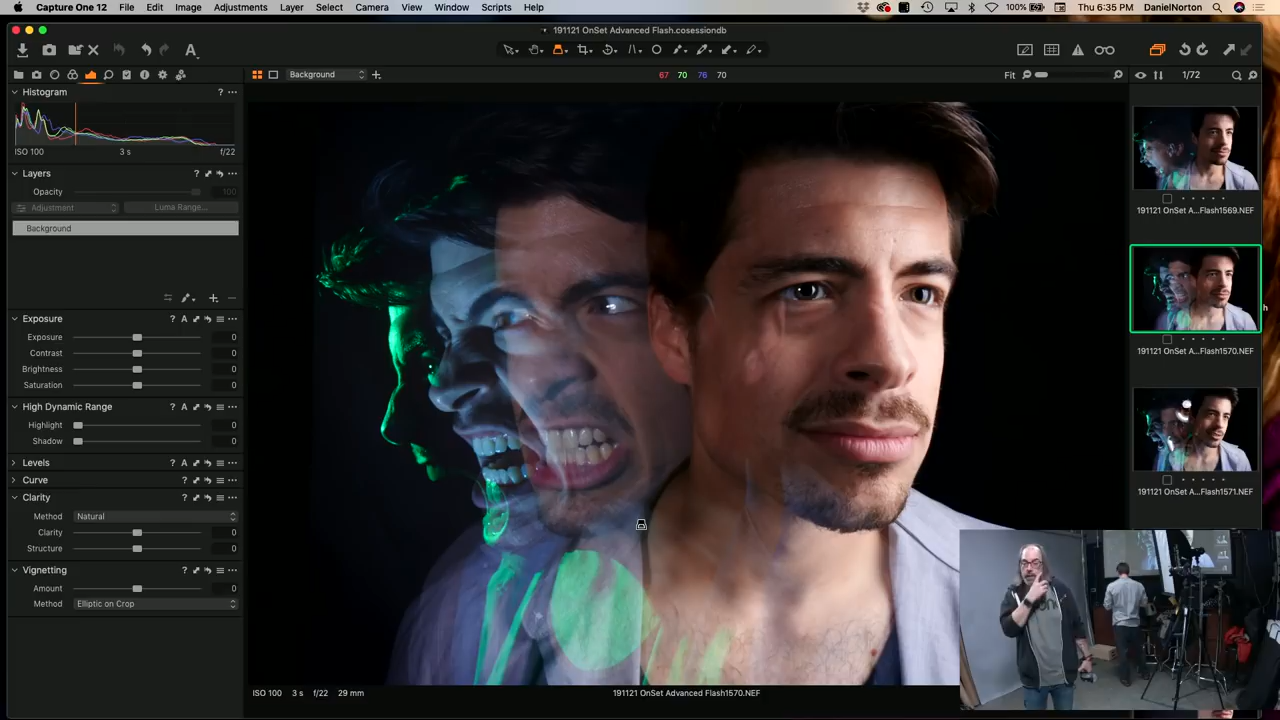 Capture One 12 File Edit Image Adjustments Layer Select Camera View Window Scripts Help 100% Thu 6:35 PM DanielNorton
191121 OnSet Advanced Flash.cosessiondb
Background
67 70 76 70
Fit
1/72
Histogram
ISO 100 3 s f/22
Layers
Opacity 100
Adjustment Luma Range...
Background
Exposure
Exposure 0
Contrast 0
Brightness 0
Saturation 0
High Dynamic Range
Highlight 0
Shadow 0
Levels
Curve
Clarity
Method Natural
Clarity 0
Structure 0
Vignetting
Amount 0
Method Elliptic on Crop
191121 OnSet A...Flash1569.NEF
191121 OnSet A...Flash1570.NEF
191121 OnSet A...Flash1571.NEF
ISO 100 3 s f/22 29 mm
191121 OnSet Advanced Flash1570.NEF